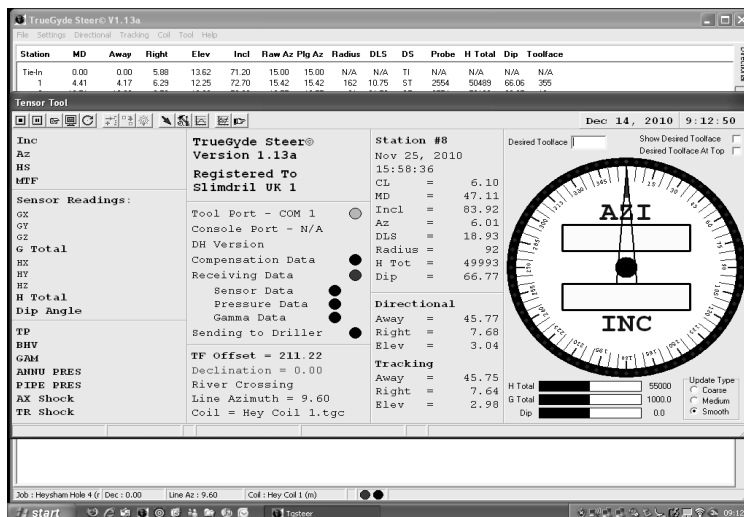 TrueGyde Steer© V1.13a
File Settings Directional Tracking Coil Tool Help
Station MD Away Right Elev Incl Raw Az Plg Az Radius DLS DS Probe H Total Dip Toolface
Tie-In 0.00 0.00 5.88 13.62 71.20 15.00 15.00 N/A N/A TI N/A N/A N/A N/A
1 4.41 4.17 6.29 12.25 72.70 15.42 15.42 162 10.75 ST 2554 50489 66.06 355
Tensor Tool
Dec 14, 2010 9:12:50
Inc
Az
HS
MTF
Sensor Readings:
GX
GY
GZ
G Total
HX
HY
HZ
H Total
Dip Angle
TP
BHV
GAM
ANNU PRES
PIPE PRES
AX Shock
TR Shock
TrueGyde Steer©
Version 1.13a
Registered To
Slimdril UK 1
Tool Port - COM 1
Console Port - N/A
DH Version
Compensation Data
Receiving Data
Sensor Data
Pressure Data
Gamma Data
Sending to Driller
TF Offset = 211.22
Declination = 0.00
River Crossing
Line Azimuth = 9.60
Coil = Hey Coil 1.tgc
Station #8
Nov 25, 2010
15:58:36
CL = 6.10
MD = 47.11
Incl = 83.92
Az = 6.01
DLS = 18.93
Radius = 92
H Tot = 49993
Dip = 66.77
Directional
Away = 45.77
Right = 7.68
Elev = 3.04
Tracking
Away = 45.75
Right = 7.64
Elev = 2.98
Desired Toolface
Show Desired Toolface
Desired Toolface At Top
AZI
INC
H Total 55000
G Total 1000.0
Dip 0.0
Update Type
Coarse
Medium
Smooth
Job : Heysham Hole 4 (r Dec : 0.00 Line Az : 9.60 Coil : Hey Coil 1 (m)
start Tgsteer 09:12